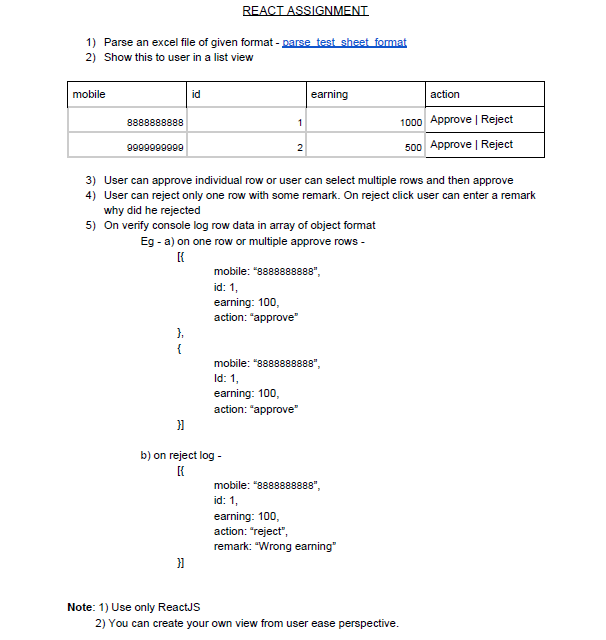 REACT ASSIGNMENT
1) Parse an excel file of given format - parse_test_sheet_format
2) Show this to user in a list view
mobile id earning action
8888888888 1 1000 Approve | Reject
9999999999 2 500 Approve | Reject
3) User can approve individual row or user can select multiple rows and then approve
4) User can reject only one row with some remark. On reject click user can enter a remark
why did he rejected
5) On verify console log row data in array of object format
Eg - a) on one row or multiple approve rows -
[{
mobile: “8888888888”,
id: 1,
earning: 100,
action: “approve”
},
{
mobile: “8888888888”,
Id: 1,
earning: 100,
action: “approve”
}]
b) on reject log -
[{
mobile: “8888888888”,
id: 1,
earning: 100,
action: “reject”,
remark: “Wrong earning”
}]
Note: 1) Use only ReactJS
2) You can create your own view from user ease perspective.